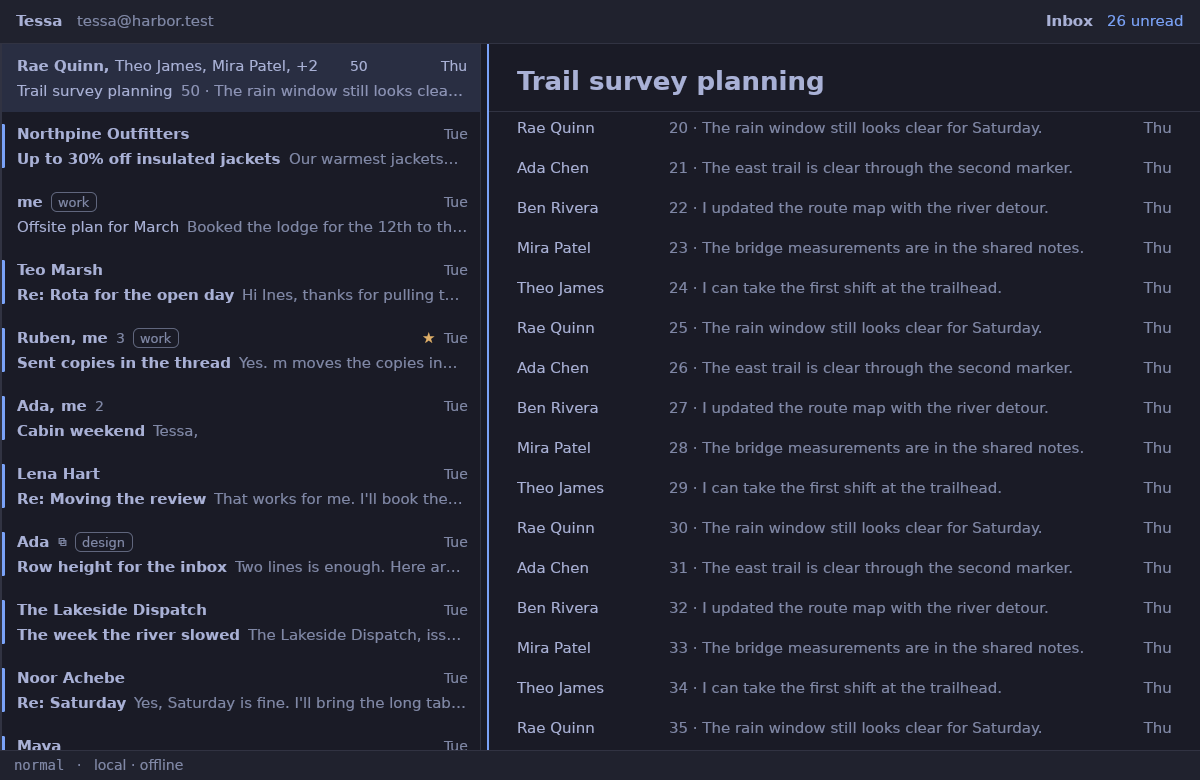 Tessa tessa@harbor.test Inbox 26 unread
Rae Quinn, Theo James, Mira Patel, +2 50 Thu
Trail survey planning 50 · The rain window still looks clea…
Northpine Outfitters Tue
Up to 30% off insulated jackets Our warmest jackets…
me work Tue
Offsite plan for March Booked the lodge for the 12th to th…
Teo Marsh Tue
Re: Rota for the open day Hi Ines, thanks for pulling t…
Ruben, me 3 work ★ Tue
Sent copies in the thread Yes. m moves the copies in…
Ada, me 2 Tue
Cabin weekend Tessa,
Lena Hart Tue
Re: Moving the review That works for me. I'll book the…
Ada design Tue
Row height for the inbox Two lines is enough. Here ar…
The Lakeside Dispatch Tue
The week the river slowed The Lakeside Dispatch, iss…
Noor Achebe Tue
Re: Saturday Yes, Saturday is fine. I'll bring the long tab…
Maya Tue
Trail survey planning
Rae Quinn 20 · The rain window still looks clear for Saturday. Thu
Ada Chen 21 · The east trail is clear through the second marker. Thu
Ben Rivera 22 · I updated the route map with the river detour. Thu
Mira Patel 23 · The bridge measurements are in the shared notes. Thu
Theo James 24 · I can take the first shift at the trailhead. Thu
Rae Quinn 25 · The rain window still looks clear for Saturday. Thu
Ada Chen 26 · The east trail is clear through the second marker. Thu
Ben Rivera 27 · I updated the route map with the river detour. Thu
Mira Patel 28 · The bridge measurements are in the shared notes. Thu
Theo James 29 · I can take the first shift at the trailhead. Thu
Rae Quinn 30 · The rain window still looks clear for Saturday. Thu
Ada Chen 31 · The east trail is clear through the second marker. Thu
Ben Rivera 32 · I updated the route map with the river detour. Thu
Mira Patel 33 · The bridge measurements are in the shared notes. Thu
Theo James 34 · I can take the first shift at the trailhead. Thu
Rae Quinn 35 · The rain window still looks clear for Saturday. Thu
normal · local · offline